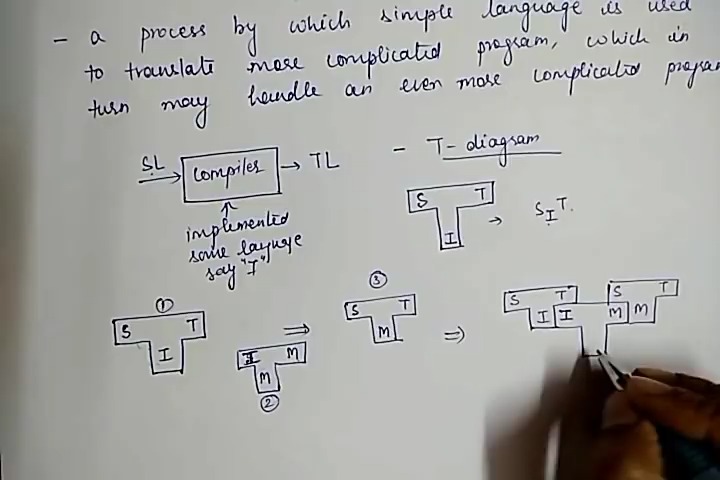 - a process by which simple language is used
to translate more complicated program, which in
turn may handle an even more complicated program
SL
Compiler
TL
- T-diagram
implemented
some language
say "I"
S T
I
S I T.
①
S T
I
I M
M
②
③
S T
M
S T
I
I M
S T
M